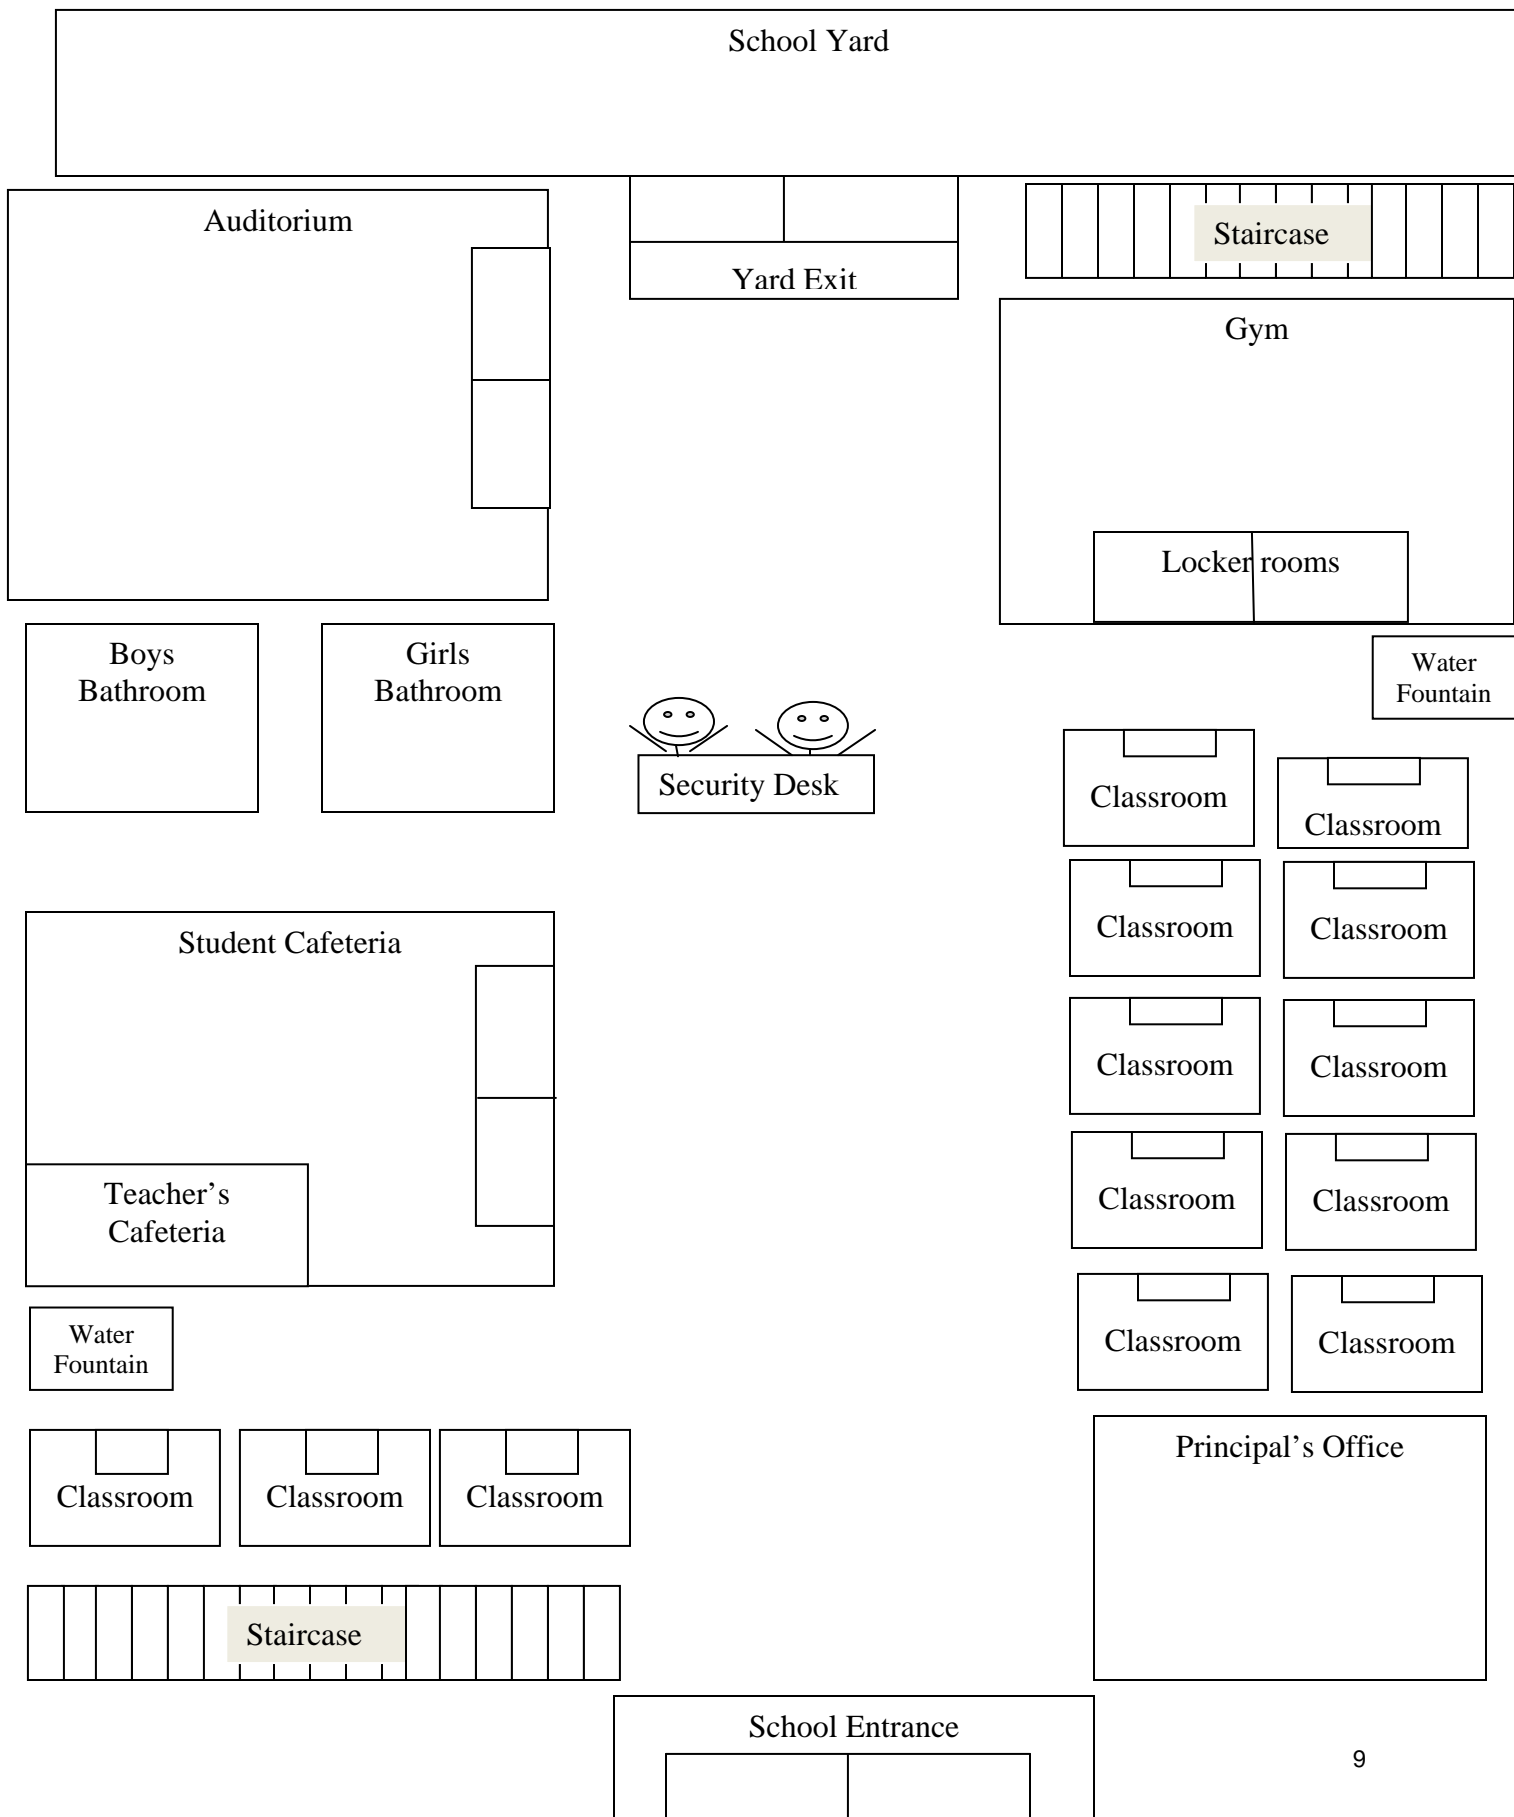 School Yard
Auditorium
Staircase
Yard Exit
Gym
Locker rooms
Boys
Bathroom
Girls
Bathroom
Water
Fountain
Security Desk
Classroom
Classroom
Classroom
Classroom
Student Cafeteria
Classroom
Classroom
Teacher’s
Cafeteria
Classroom
Classroom
Water
Fountain
Classroom
Classroom
Principal’s Office
Classroom
Classroom
Classroom
Staircase
School Entrance
9